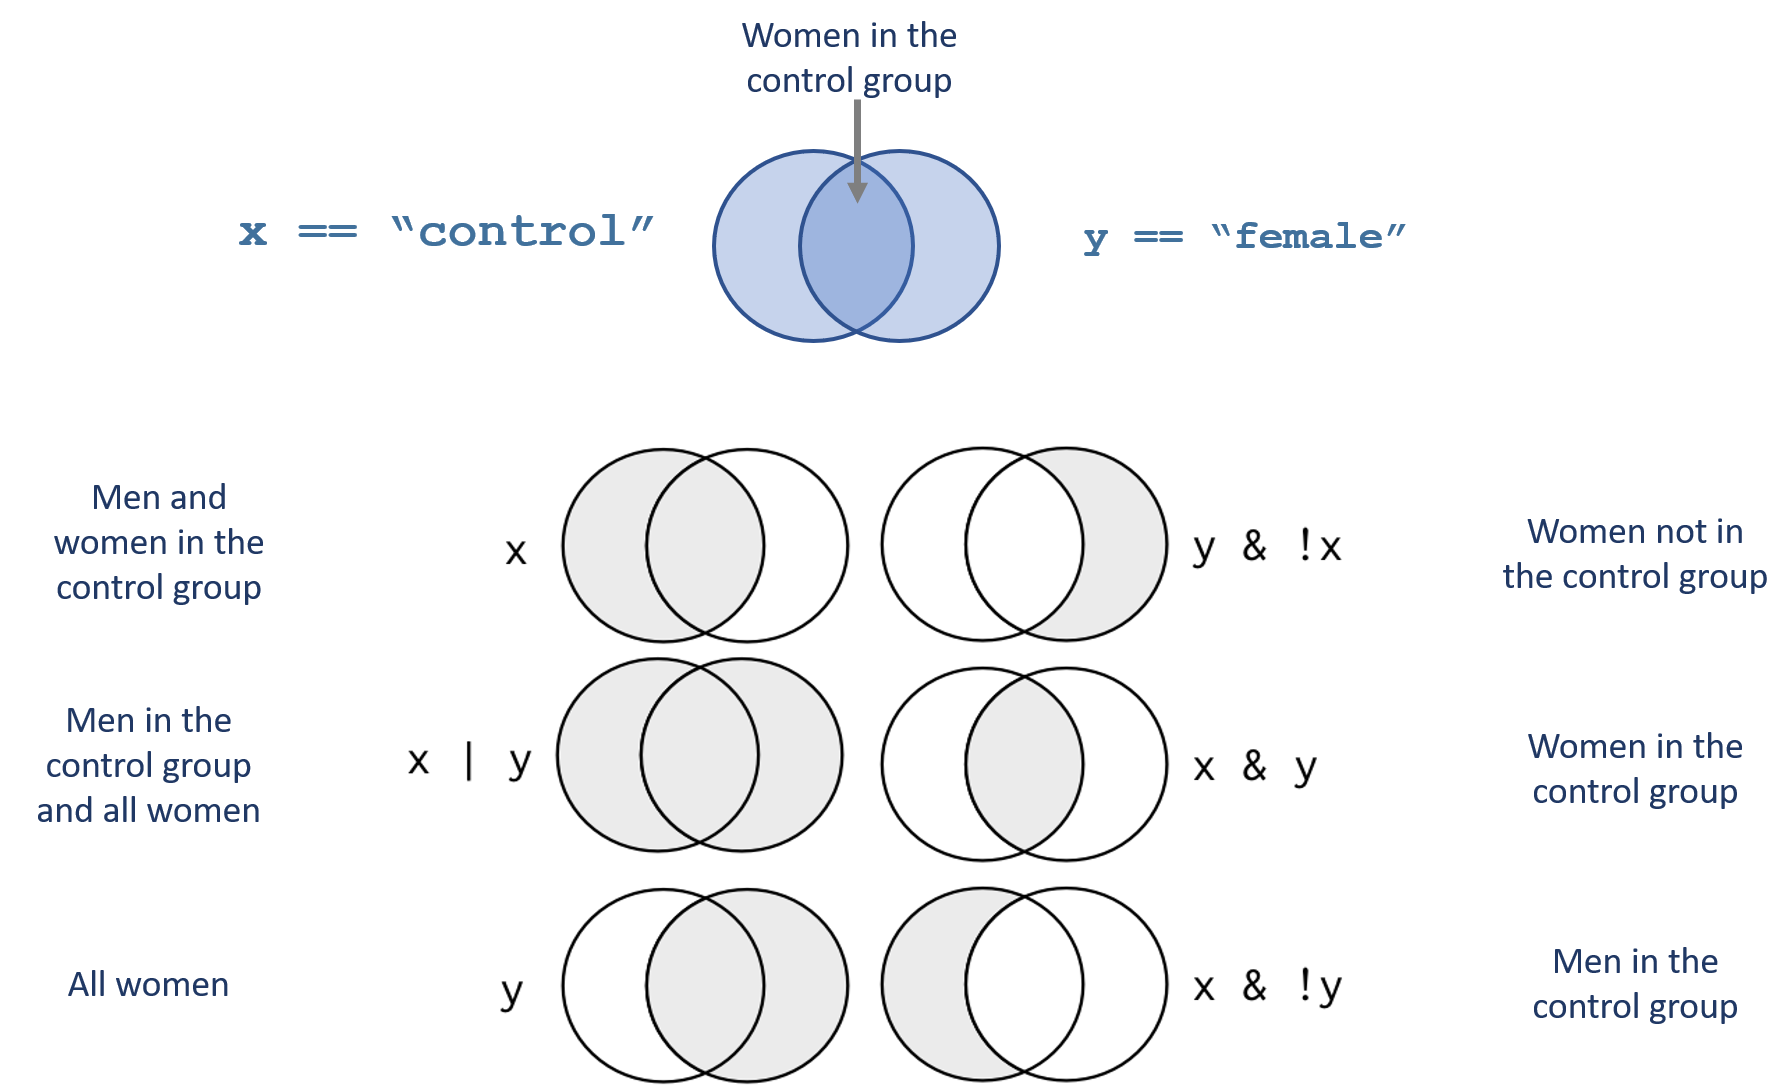 Women in the
control group
x == “control”
y == “female”
Men and
women in the
control group
x
y & !x
Women not in
the control group
Men in the
control group
and all women
x | y
x & y
Women in the
control group
All women
y
x & !y
Men in the
control group